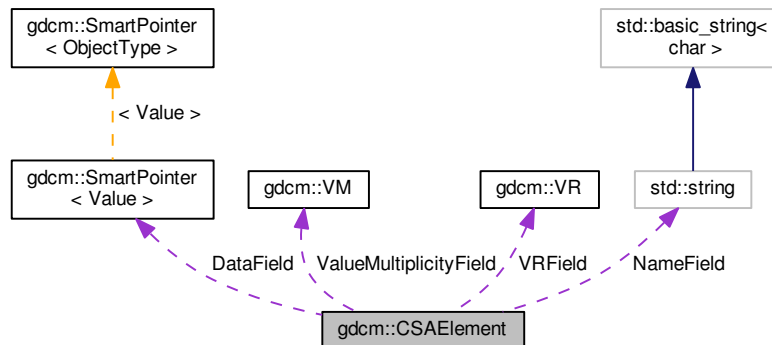 gdcm::SmartPointer
< ObjectType >
std::basic_string<
char >
< Value >
gdcm::SmartPointer
< Value >
gdcm::VM
gdcm::VR
std::string
DataField
ValueMultiplicityField
VRField
NameField
gdcm::CSAElement